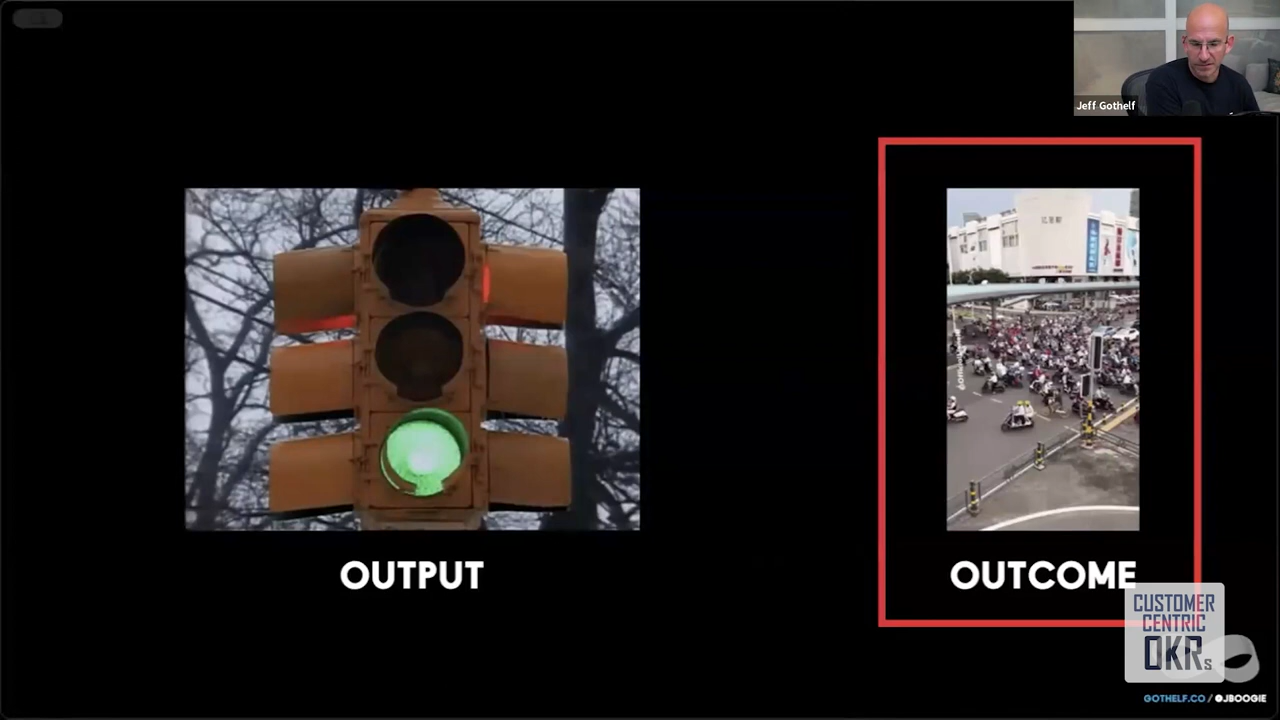 Jeff Gothelf
OUTPUT
OUTCOME
CUSTOMER
CENTRIC
OKRs
GOTHELF.CO / @JBOOGIE